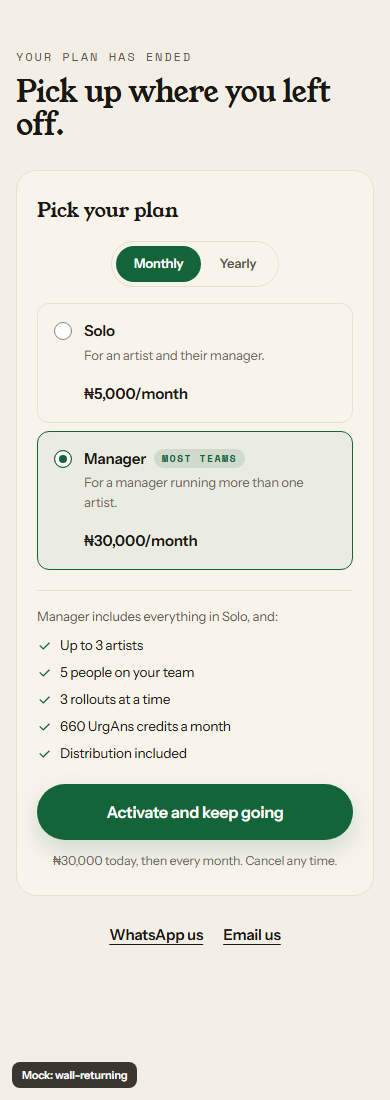 YOUR PLAN HAS ENDED
Pick up where you left
off.
Pick your plan
Monthly Yearly
Solo
For an artist and their manager.
₦5,000/month
Manager MOST TEAMS
For a manager running more than one
artist.
₦30,000/month
Manager includes everything in Solo, and:
Up to 3 artists
5 people on your team
3 rollouts at a time
660 UrgAns credits a month
Distribution included
Activate and keep going
₦30,000 today, then every month. Cancel any time.
WhatsApp us Email us
Mock: wall-returning